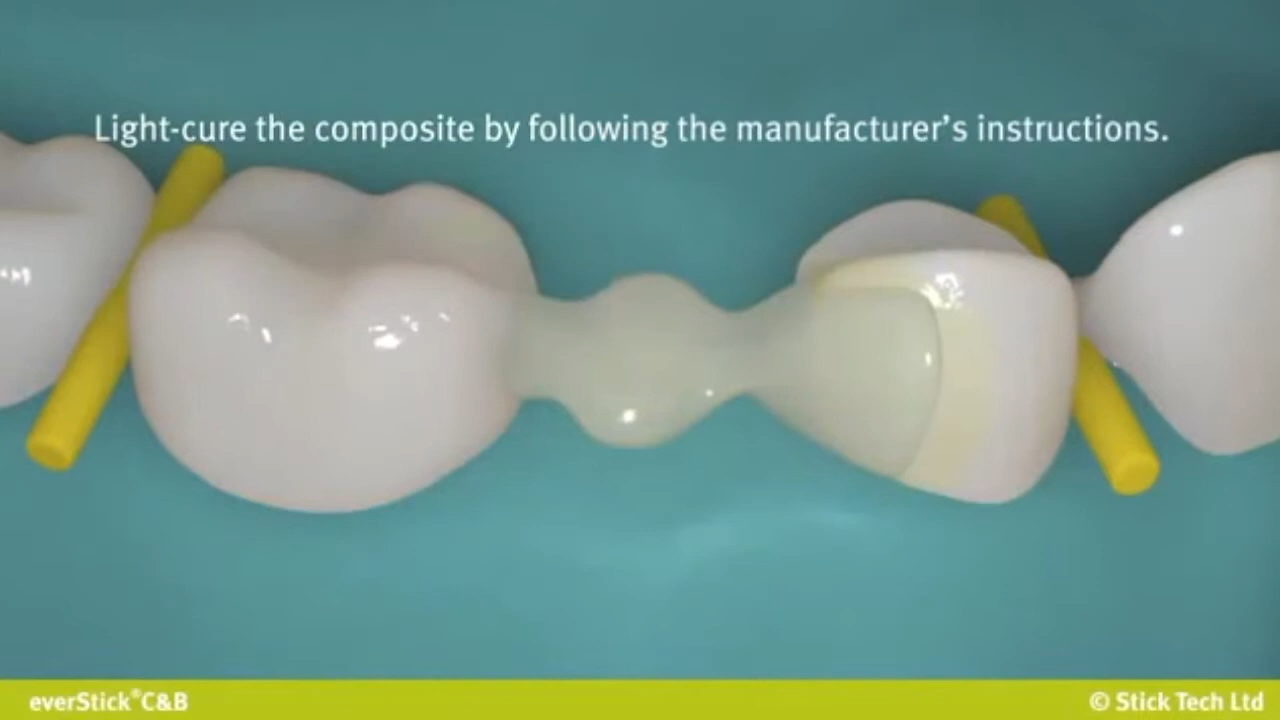 Light-cure the composite by following the manufacturer’s instructions.
everStick®C&B
© Stick Tech Ltd